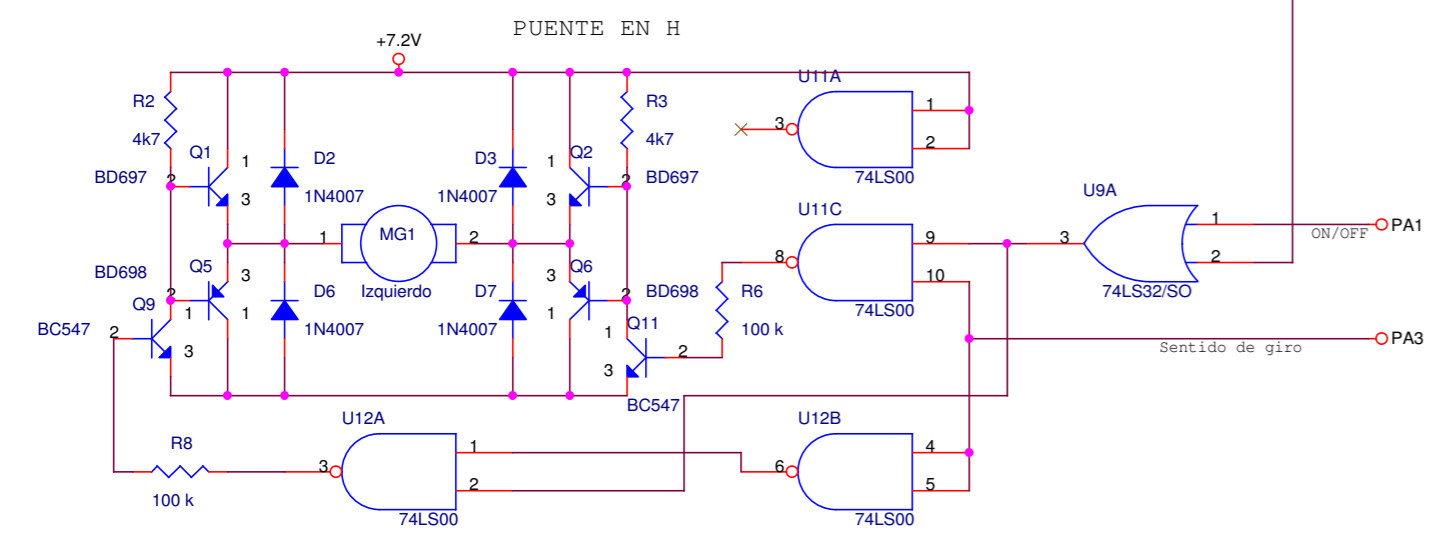 PUENTE EN H
+7.2V
U11A
R2
4k7
Q1
1
2
3
BD697
D2
1N4007
D3
1N4007
1
Q2
3
2
R3
4k7
BD697
3
1
2
74LS00
U9A
1
2
3
74LS32/SO
ON/OFF
PA1
U11C
8
9
10
74LS00
1
MG1
2
Izquierdo
BD698
Q5
3
2
1
1
D6
1N4007
D7
1N4007
3
Q6
1
2
BD698
R6
100 k
Q9
BC547
2
3
Q11
1
2
3
BC547
Sentido de giro
PA3
U12A
1
2
3
74LS00
R8
100 k
U12B
6
4
5
74LS00